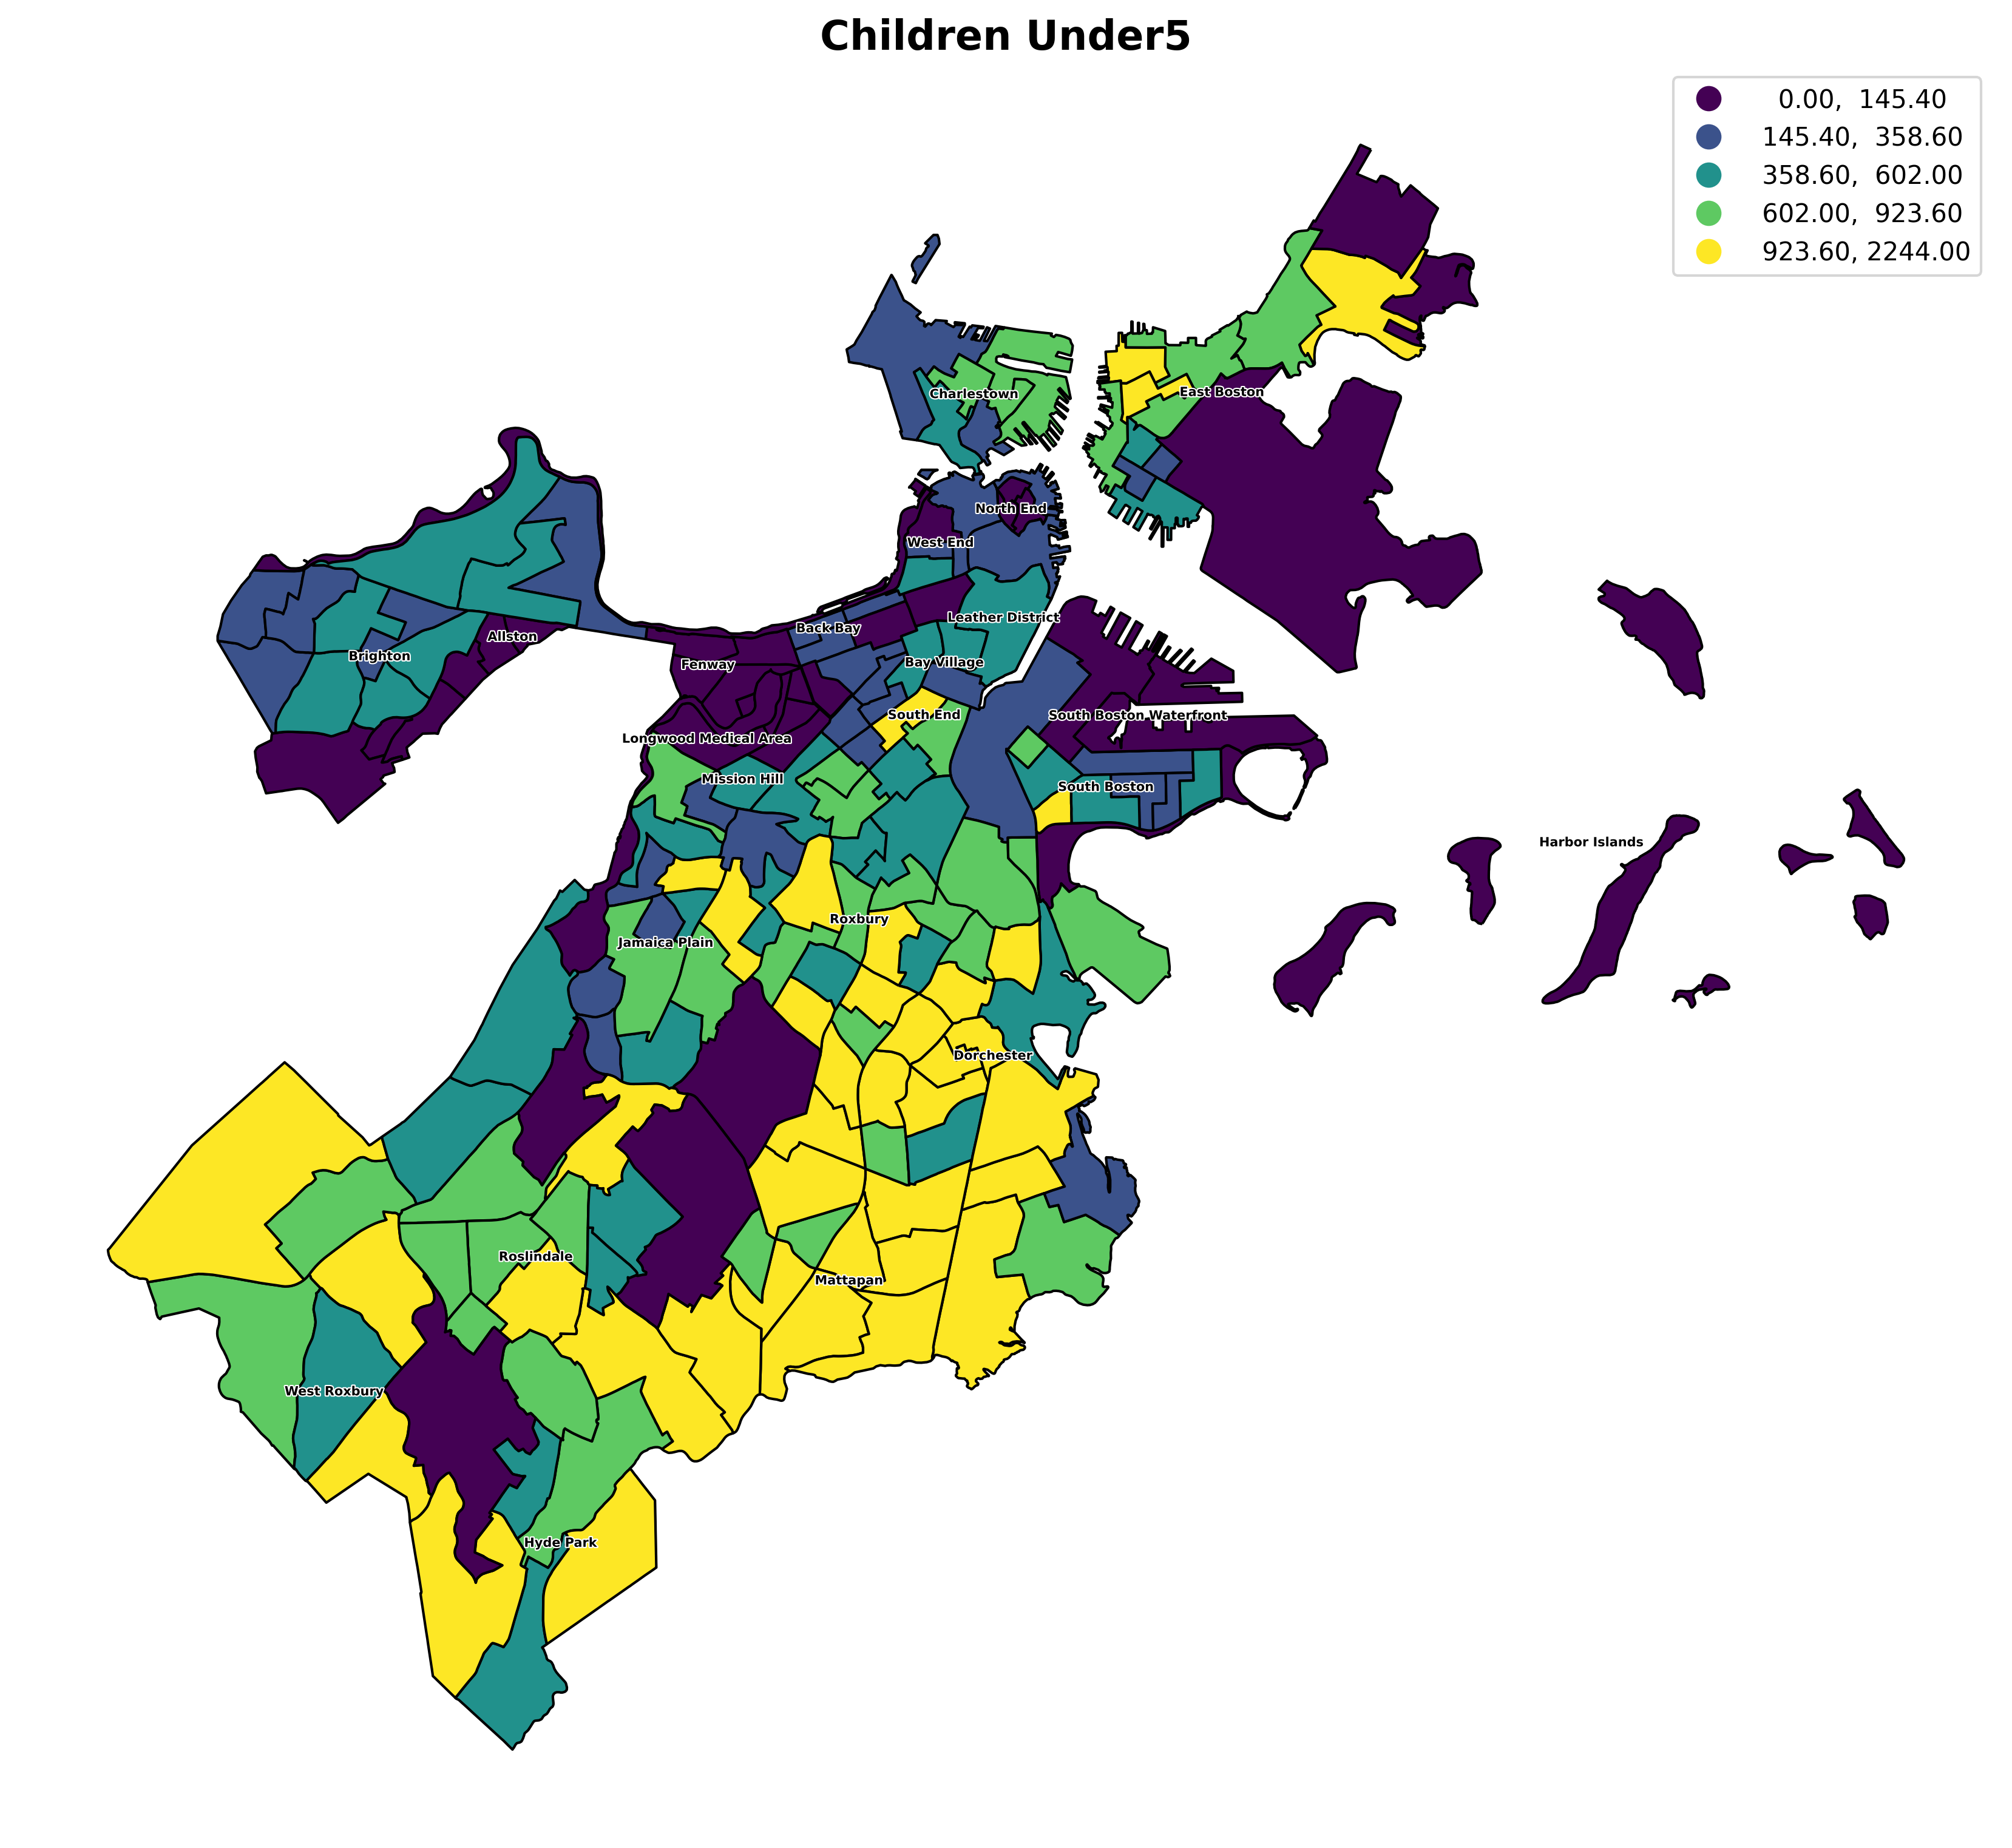 Children Under5
0.00, 145.40
145.40, 358.60
358.60, 602.00
602.00, 923.60
923.60, 2244.00
Charlestown
East Boston
North End
West End
Leather District
Back Bay
Allston
Brighton
Fenway
Bay Village
South End
South Boston Waterfront
Longwood Medical Area
Mission Hill
South Boston
Harbor Islands
Roxbury
Jamaica Plain
Dorchester
Roslindale
Mattapan
West Roxbury
Hyde Park